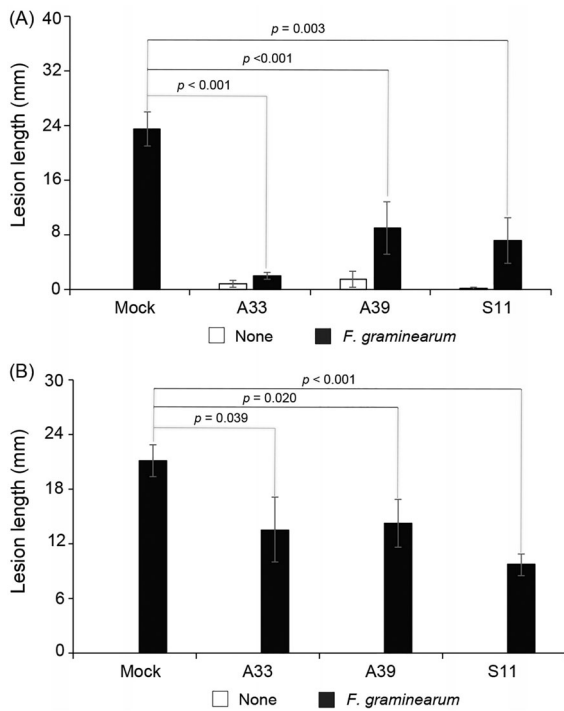 (A)
Lesion length (mm)
40
32
24
16
8
0
p = 0.003
p <0.001
p < 0.001
Mock A33 A39 S11
None F. graminearum
(B)
Lesion length (mm)
30
24
18
12
6
0
p < 0.001
p = 0.020
p = 0.039
Mock A33 A39 S11
None F. graminearum